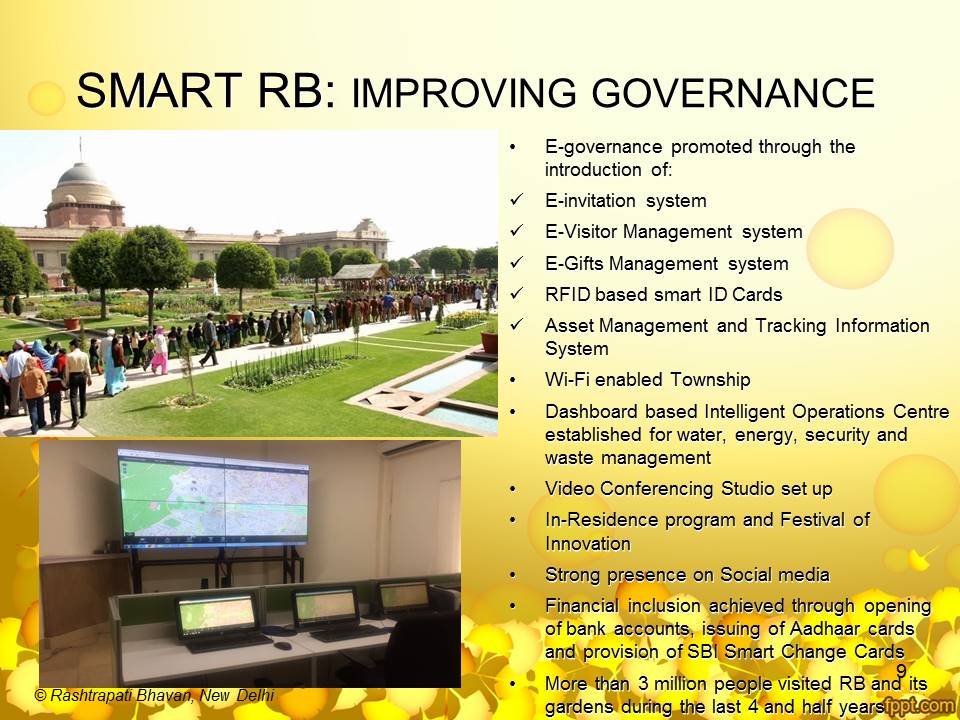 SMART RB: IMPROVING GOVERNANCE
• E-governance promoted through the
introduction of:
✓ E-invitation system
✓ E-Visitor Management system
✓ E-Gifts Management system
✓ RFID based smart ID Cards
✓ Asset Management and Tracking Information
System
• Wi-Fi enabled Township
• Dashboard based Intelligent Operations Centre
established for water, energy, security and
waste management
• Video Conferencing Studio set up
• In-Residence program and Festival of
Innovation
• Strong presence on Social media
• Financial inclusion achieved through opening
of bank accounts, issuing of Aadhaar cards
and provision of SBI Smart Change Cards
• More than 3 million people visited RB and its
gardens during the last 4 and half years
9
© Rashtrapati Bhavan, New Delhi
fppt.com